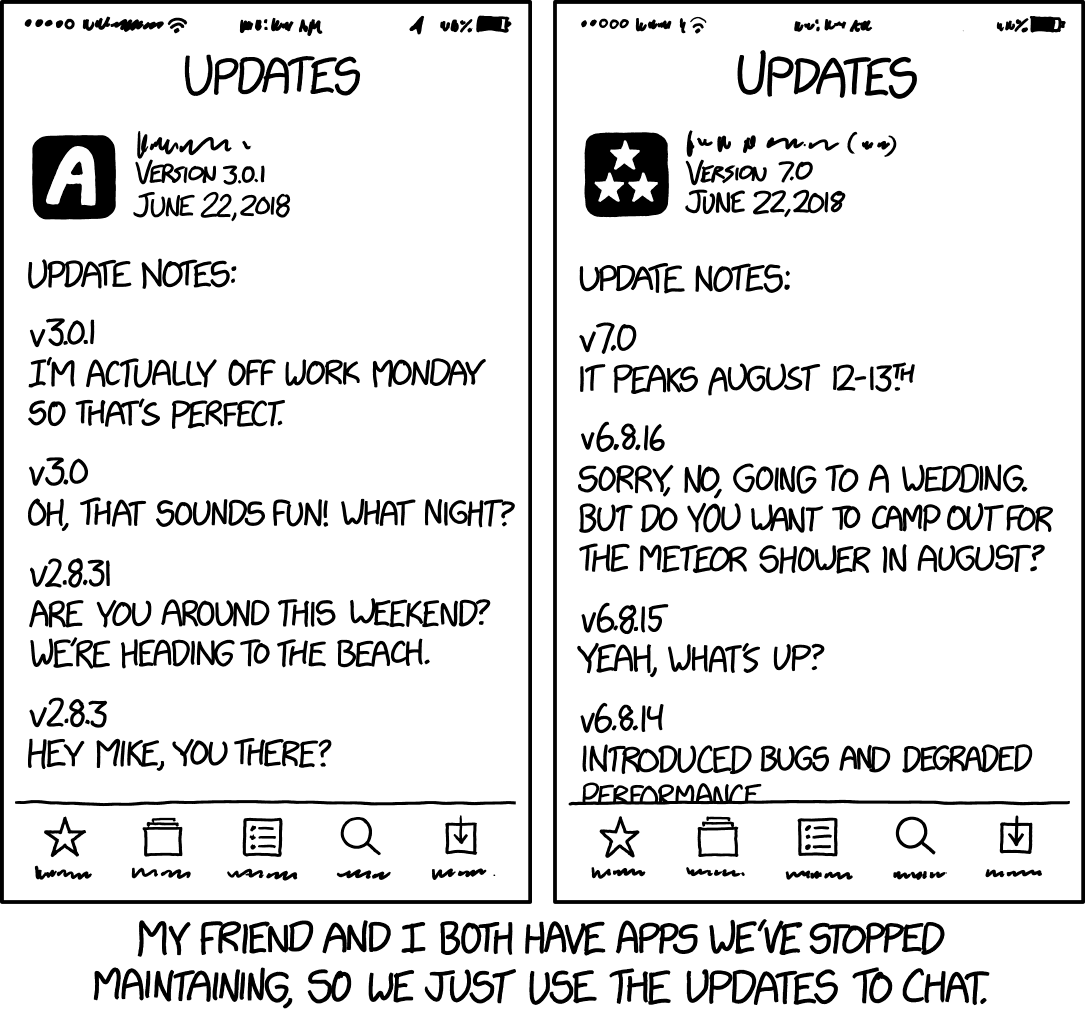 UPDATES
A
VERSION 3.0.1
JUNE 22, 2018
UPDATE NOTES:
v3.0.1
I'M ACTUALLY OFF WORK MONDAY
SO THAT'S PERFECT.
v3.0
OH, THAT SOUNDS FUN! WHAT NIGHT?
v2.8.31
ARE YOU AROUND THIS WEEKEND?
WE'RE HEADING TO THE BEACH.
v2.8.3
HEY MIKE, YOU THERE?
UPDATES
VERSION 7.0
JUNE 22, 2018
UPDATE NOTES:
v7.0
IT PEAKS AUGUST 12-13TH.
v6.8.16
SORRY, NO, GOING TO A WEDDING.
BUT DO YOU WANT TO CAMP OUT FOR
THE METEOR SHOWER IN AUGUST?
v6.8.15
YEAH, WHAT'S UP?
v6.8.14
INTRODUCED BUGS AND DEGRADED
PERFORMANCE
MY FRIEND AND I BOTH HAVE APPS WE'VE STOPPED
MAINTAINING, SO WE JUST USE THE UPDATES TO CHAT.